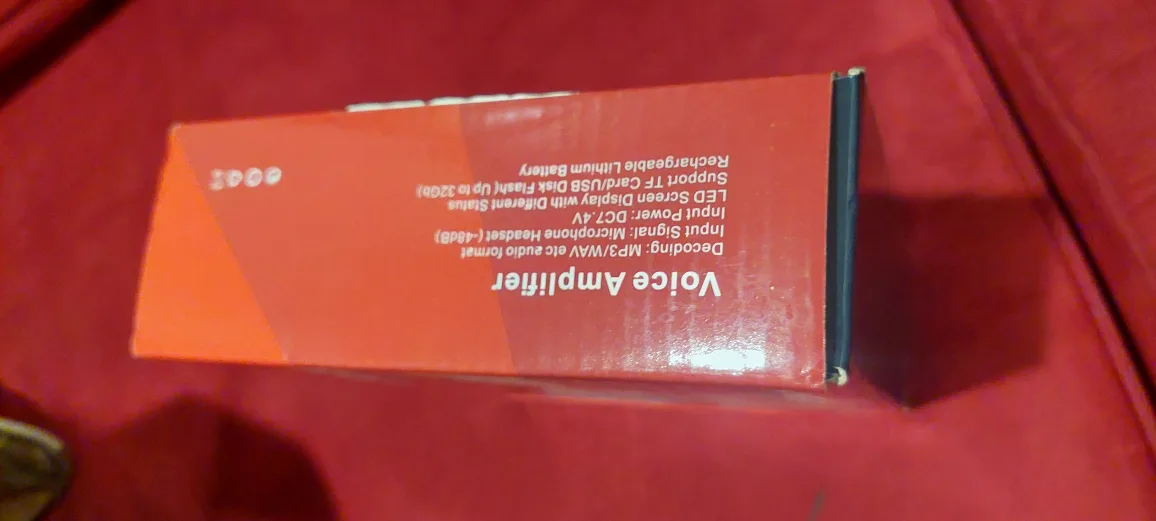 Voice Amplifier
Decoding: MP3/WAV etc audio format
Input Signal: Microphone Headset (-48dB)
Input Power: DC7.4V
LED Screen Display with Different Status
Support TF Card/USB Disk Flash( Up to 32Gb)
Rechargeable Lithium Battery